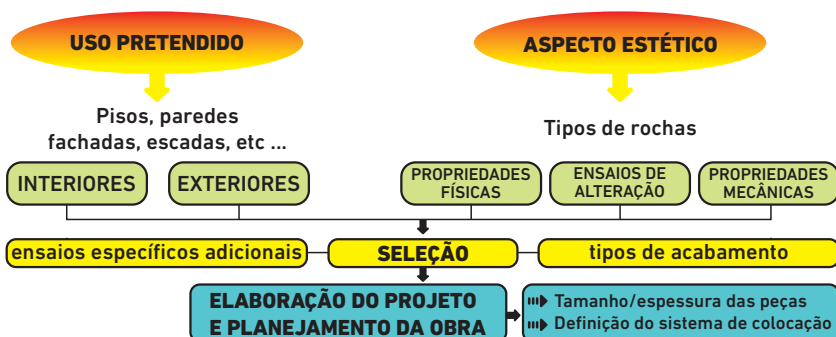 USO PRETENDIDO
ASPECTO ESTÉTICO
Pisos, paredes
fachadas, escadas, etc ...
Tipos de rochas
INTERIORES
EXTERIORES
PROPRIEDADES
FÍSICAS
ENSAIOS DE
ALTERAÇÃO
PROPRIEDADES
MECÂNICAS
ensaios específicos adicionais
SELEÇÃO
tipos de acabamento
ELABORAÇÃO DO PROJETO
E PLANEJAMENTO DA OBRA
Tamanho/espessura das peças
Definição do sistema de colocação